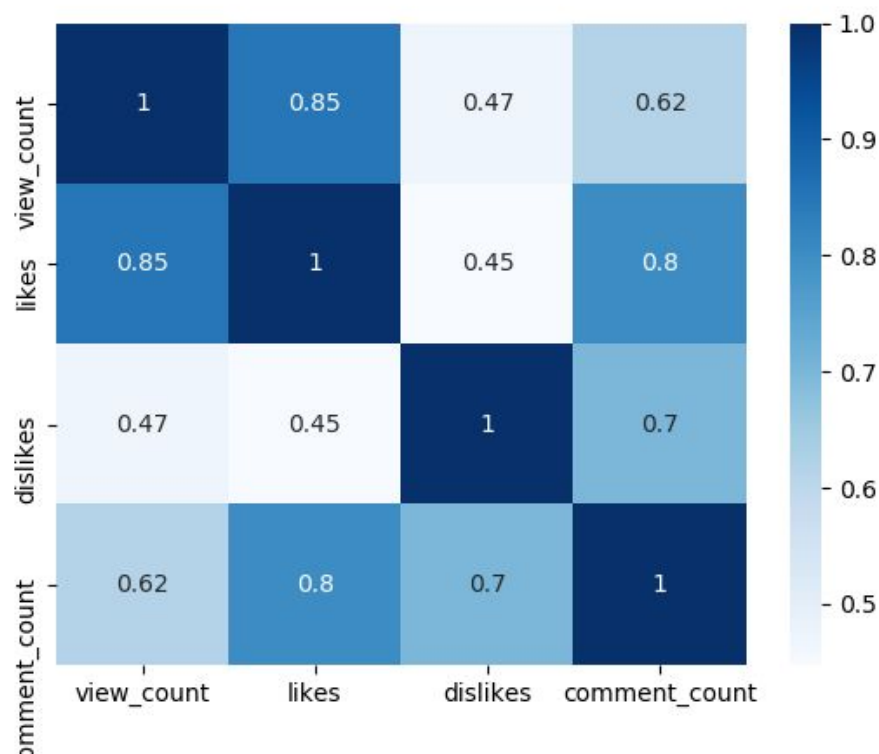 1 0.85 0.47 0.62
0.85 1 0.45 0.8
0.47 0.45 1 0.7
0.62 0.8 0.7 1
view_count
likes
dislikes
omment_count
view_count likes dislikes comment_count
1.0
0.9
0.8
0.7
0.6
0.5